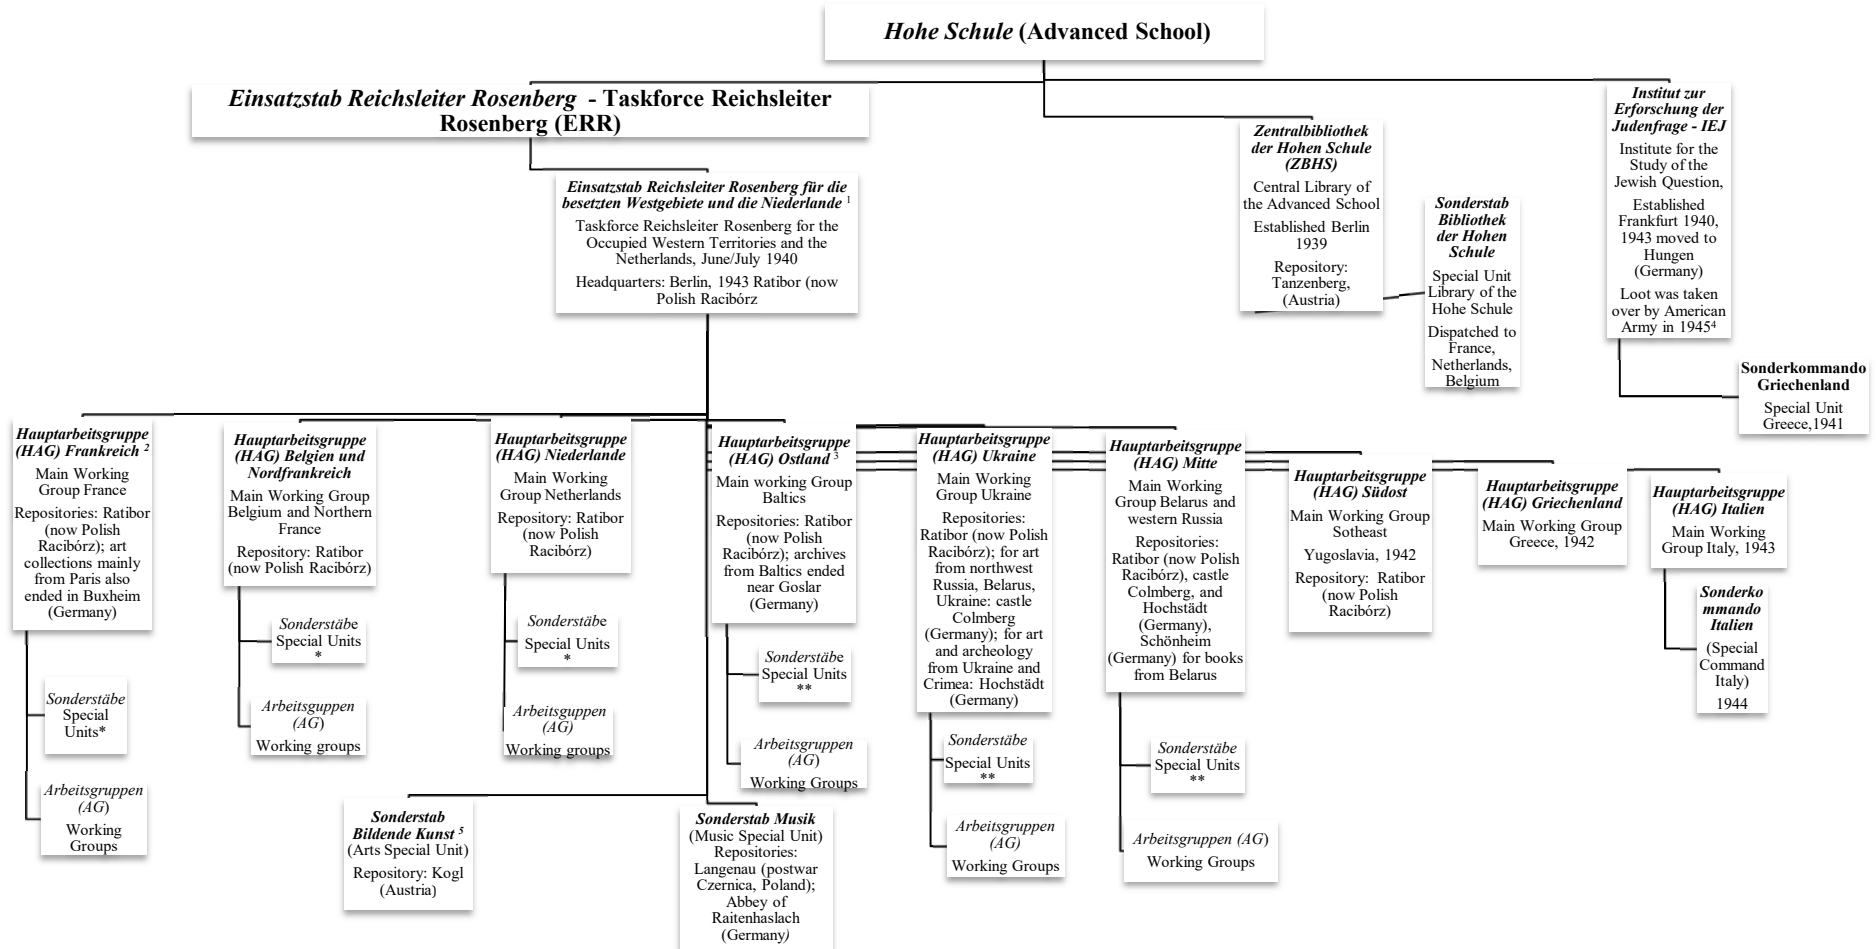 Hohe Schule (Advanced School)
Einsatzstab Reichsleiter Rosenberg - Taskforce Reichsleiter
Rosenberg (ERR)
Einsatzstab Reichsleiter Rosenberg für die
besetzten Westgebiete und die Niederlande 1
Taskforce Reichsleiter Rosenberg for the
Occupied Western Territories and the
Netherlands, June/July 1940
Headquarters: Berlin, 1943 Ratibor (now
Polish Racibórz
Zentralbibliothek
der Hohen Schule
(ZBHS)
Central Library of
the Advanced School
Established Berlin
1939
Repository:
Tanzenberg,
(Austria)
Sonderstab
Bibliothek
der Hohen
Schule
Special Unit
Library of the
Hohe Schule
Dispatched to
France,
Netherlands,
Belgium
Institut zur
Erforschung der
Judenfrage - IEJ
Institute for the
Study of the
Jewish Question,
Established
Frankfurt 1940,
1943 moved to
Hungen
(Germany)
Loot was taken
over by American
Army in 1945⁴
Sonderkommando
Griechenland
Special Unit
Greece,1941
Hauptarbeitsgruppe
(HAG) Frankreich 2
Main Working
Group France
Repositories: Ratibor
(now Polish
Racibórz); art
collections mainly
from Paris also
ended in Buxheim
(Germany)
Sonderstäbe
Special
Units*
Arbeitsgruppen
(AG)
Working
Groups
Hauptarbeitsgruppe
(HAG) Belgien und
Nordfrankreich
Main Working Group
Belgium and Northern
France
Repository: Ratibor
(now Polish Racibórz)
Sonderstäbe
Special Units
*
Arbeitsguppen
(AG)
Working groups
Hauptarbeitsgruppe
(HAG) Niederlande
Main Working
Group Netherlands
Repository: Ratibor
(now Polish
Racibórz)
Sonderstäbe
Special Units
*
Arbeitsguppen
(AG)
Working groups
Hauptarbeitsgruppe
(HAG) Ostland 3
Main working Group
Baltics
Repositories: Ratibor
(now Polish
Racibórz); archives
from Baltics ended
near Goslar
(Germany)
Sonderstäbe
Special Units
**
Arbeitsgruppen
(AG)
Working Groups
Hauptarbeitsgruppe
(HAG) Ukraine
Main Working
Group Ukraine
Repositories:
Ratibor (now Polish
Racibórz); for art
from northwest
Russia, Belarus,
Ukraine: castle
Colmberg
(Germany); for art
and archeology
from Ukraine and
Crimea: Hochstädt
(Germany)
Sonderstäbe
Special Units
**
Arbeitsgruppen
(AG)
Working Groups
Hauptarbeitsgruppe
(HAG) Mitte
Main Working
Group Belarus and
western Russia
Repositories:
Ratibor (now Polish
Racibórz), castle
Colmberg, and
Hochstädt
(Germany),
Schönheim
(Germany) for books
from Belarus
Sonderstäbe
Special Units
**
Arbeitsgruppen (AG)
Working Groups
Hauptarbeitsgruppe
(HAG) Südost
Main Working Group
Sotheast
Yugoslavia, 1942
Repository: Ratibor
(now Polish
Racibórz)
Hauptarbeitsgruppe
(HAG) Griechenland
Main Working Group
Greece, 1942
Hauptarbeitsgruppe
(HAG) Italien
Main Working
Group Italy, 1943
Sonderko
mmando
Italien
(Special
Command
Italy)
1944
Sonderstab
Bildende Kunst 5
(Arts Special Unit)
Repository: Kogl
(Austria)
Sonderstab Musik
(Music Special Unit)
Repositories:
Langenau (postwar
Czernica, Poland);
Abbey of
Raitenhaslach
(Germany)